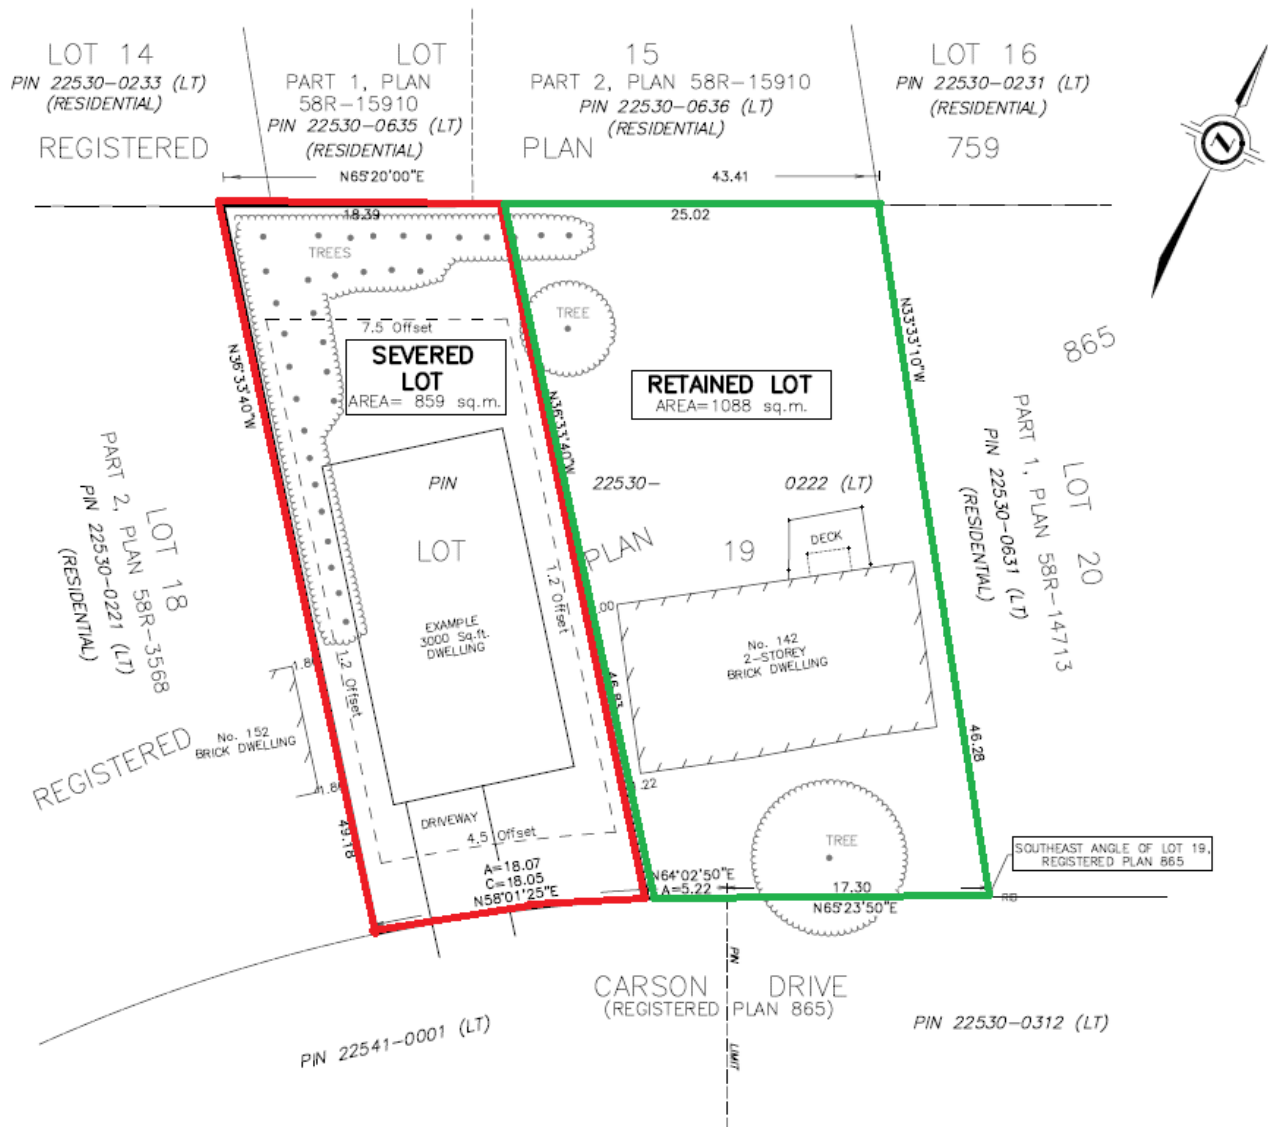 LOT 14
PIN 22530-0233 (LT)
(RESIDENTIAL)
REGISTERED
LOT
PART 1, PLAN
58R-15910
PIN 22530-0635 (LT)
(RESIDENTIAL)
15
PART 2, PLAN 58R-15910
PIN 22530-0636 (LT)
(RESIDENTIAL)
PLAN
LOT 16
PIN 22530-0231 (LT)
(RESIDENTIAL)
759
N
N65°20'00"E
43.41
18.39
25.02
TREES
TREE
7.5 Offset
SEVERED
LOT
AREA= 859 sq.m.
RETAINED LOT
AREA=1088 sq.m.
N36°33'40"W
N36°33'40"W
N33°33'10"W
865
PIN
22530-
0222 (LT)
LOT
PLAN
19
DECK
LOT 18
PART 2, PLAN 58R-3568
PIN 22530-0221 (LT)
(RESIDENTIAL)
LOT 20
PART 1, PLAN 58R-14713
PIN 22530-0631 (LT)
(RESIDENTIAL)
1.2 Offset
.00
EXAMPLE
3000 Sq.ft.
DWELLING
No. 142
2-STOREY
BRICK DWELLING
1.2 Offset
46.83
1.8
No. 152
BRICK DWELLING
REGISTERED
46.28
1.8
.22
49.18
DRIVEWAY
4.5 Offset
TREE
SOUTHEAST ANGLE OF LOT 19,
REGISTERED PLAN 865
A=18.07
C=18.05
N58°01'25"E
N64°02'50"E
A=5.22
17.30
N65°23'50"E
RB
PIN
LIMIT
CARSON DRIVE
(REGISTERED PLAN 865)
PIN 22541-0001 (LT)
PIN 22530-0312 (LT)